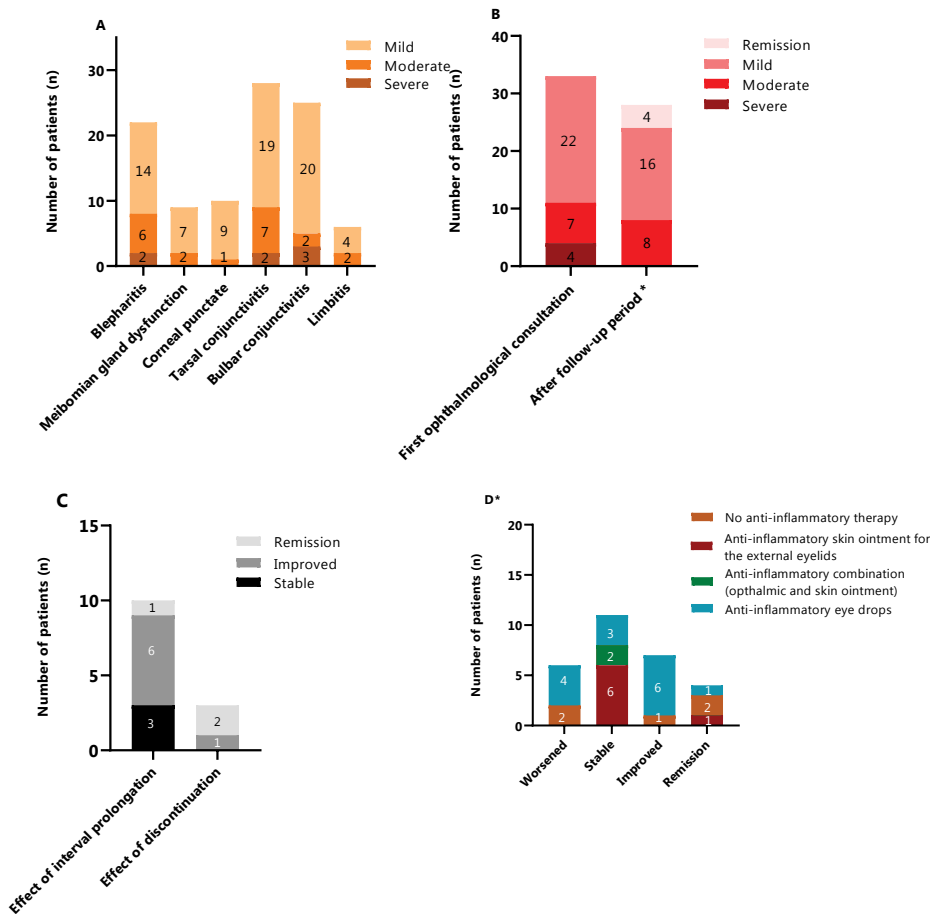 A
Number of patients (n)
30
20
10
0
Mild
Moderate
Severe
14
6
2
7
2
9
1
19
7
2
20
2
3
4
2
Blepharitis
Meibomian gland dysfunction
Corneal punctate
Tarsal conjunctivitis
Bulbar conjunctivitis
Limbitis
B
Number of patients (n)
40
30
20
10
0
Remission
Mild
Moderate
Severe
22
7
4
4
16
8
First ophthalmological consultation
After follow-up period *
C
Number of patients (n)
15
10
5
0
Remission
Improved
Stable
1
6
3
2
1
Effect of interval prolongation
Effect of discontinuation
D*
Number of patients (n)
20
15
10
5
0
No anti-inflammatory therapy
Anti-inflammatory skin ointment for
the external eyelids
Anti-inflammatory combination
(opthalmic and skin ointment)
Anti-inflammatory eye drops
4
2
3
2
6
6
1
1
2
1
Worsened
Stable
Improved
Remission